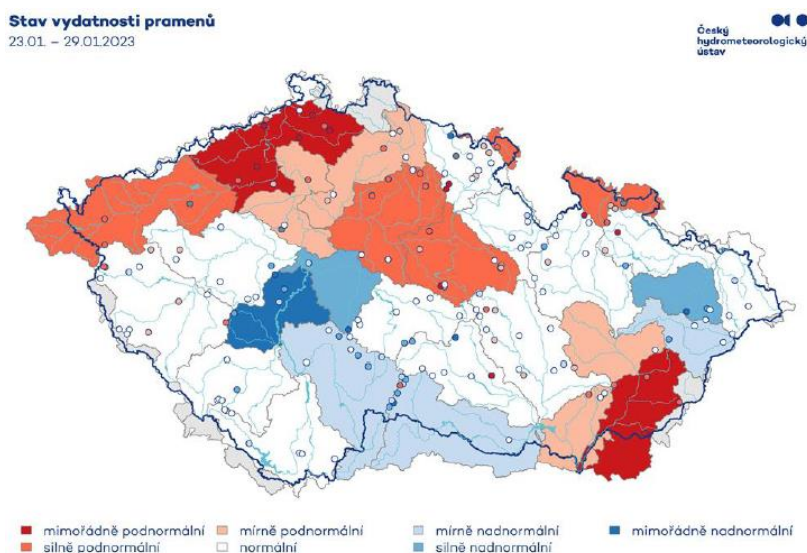 Stav vydatnosti pramenů
23.01. – 29.01.2023
Český
hydrometeorologický
ústav
mimořádně podnormální
mírně podnormální
mírně nadnormální
mimořádně nadnormální
silně podnormální
normální
silně nadnormální